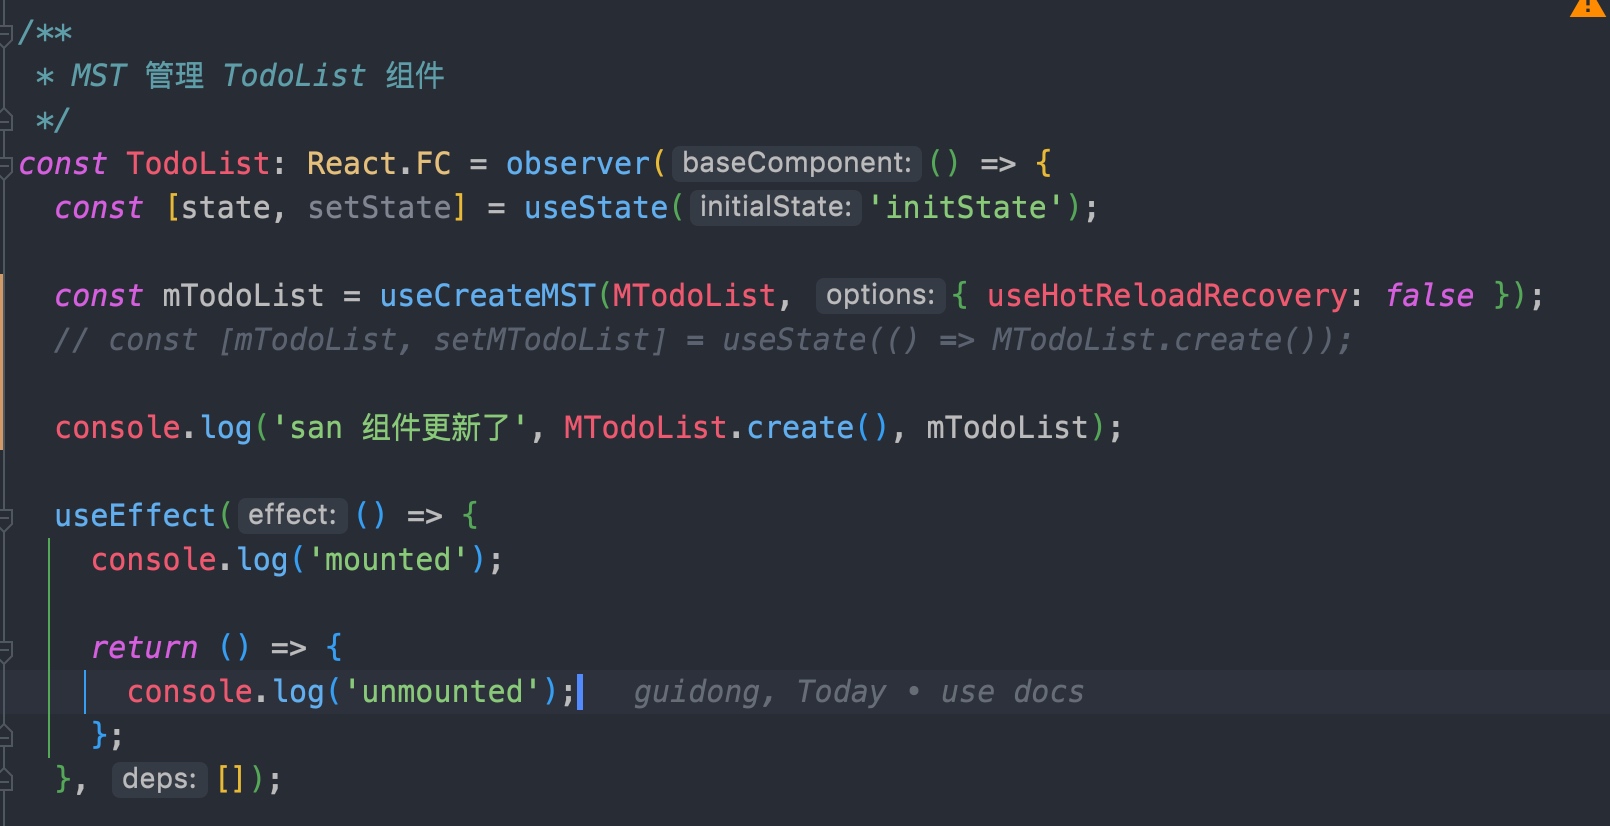 /**
 * MST 管理 TodoList 组件
 */
const TodoList: React.FC = observer( baseComponent: () => {
  const [state, setState] = useState( initialState: 'initState');
  const mTodoList = useCreateMST(MTodoList, options: { useHotReloadRecovery: false });
  // const [mTodoList, setMTodoList] = useState(() => MTodoList.create());
  console.log('san 组件更新了', MTodoList.create(), mTodoList);
  useEffect( effect: () => {
    console.log('mounted');
    return () => {
      console.log('unmounted'); guidong, Today • use docs
    };
  }, deps: []);